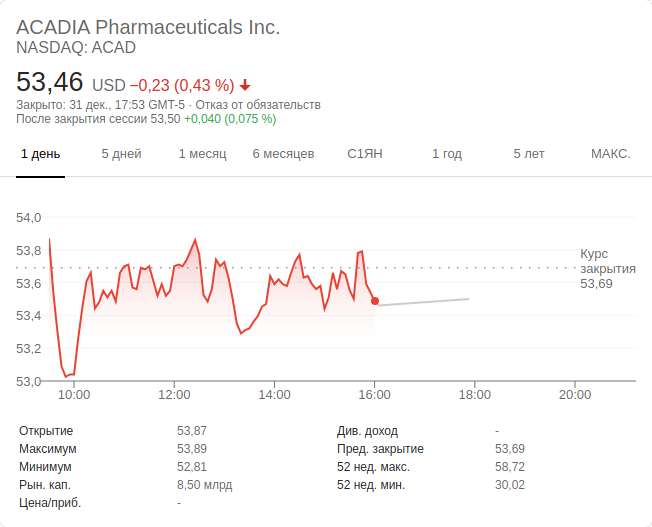 ACADIA Pharmaceuticals Inc.
NASDAQ: ACAD
53,46 USD −0,23 (0,43 %)
Закрыто: 31 дек., 17:53 GMT-5 · Отказ от обязательств
После закрытия сессии 53,50 +0,040 (0,075 %)
1 день 5 дней 1 месяц 6 месяцев С1ЯН 1 год 5 лет МАКС.
54,0
53,8
53,6
53,4
53,2
53,0
Курс
закрытия
53,69
10:00 12:00 14:00 16:00 18:00 20:00
Открытие 53,87 Див. доход -
Максимум 53,89 Пред. закрытие 53,69
Минимум 52,81 52 нед. макс. 58,72
Рын. кап. 8,50 млрд 52 нед. мин. 30,02
Цена/приб. -